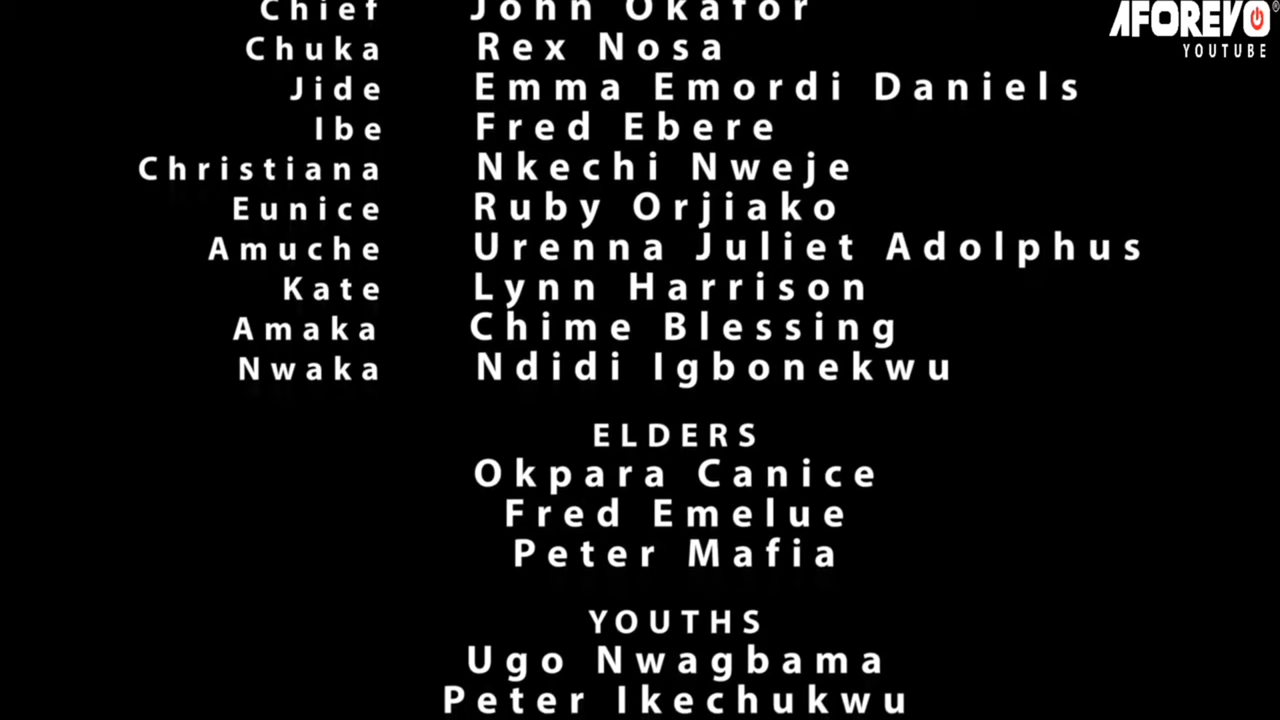 Chief John Okafor
AFOREVO®
YOUTUBE
Chuka Rex Nosa
Jide Emma Emordi Daniels
Ibe Fred Ebere
Christiana Nkechi Nweje
Eunice Ruby Orjiako
Amuche Urenna Juliet Adolphus
Kate Lynn Harrison
Amaka Chime Blessing
Nwaka Ndidi Igbonekwu
ELDERS
Okpara Canice
Fred Emelue
Peter Mafia
YOUTHS
Ugo Nwagbama
Peter Ikechukwu